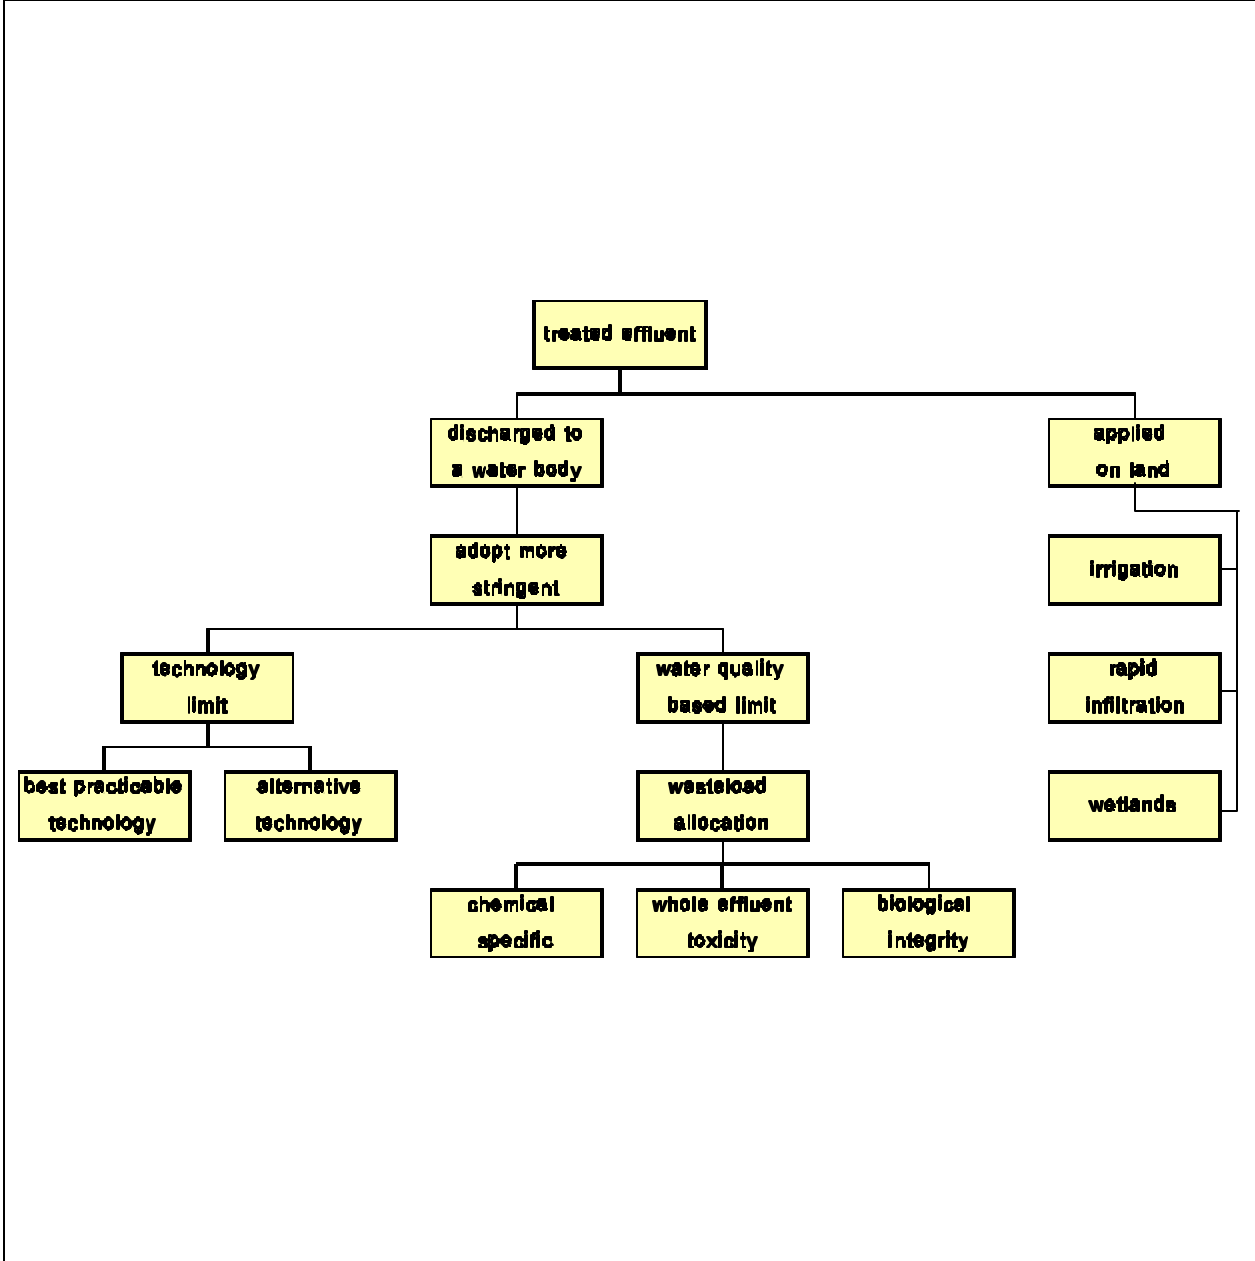 treated effluent
discharged to
a water body
applied
on land
adopt more
stringent
irrigation
technology
limit
water quality
based limit
rapid
infiltration
best practicable
technology
alternative
technology
wasteload
allocation
wetlands
chemical
specific
whole effluent
toxicity
biological
integrity